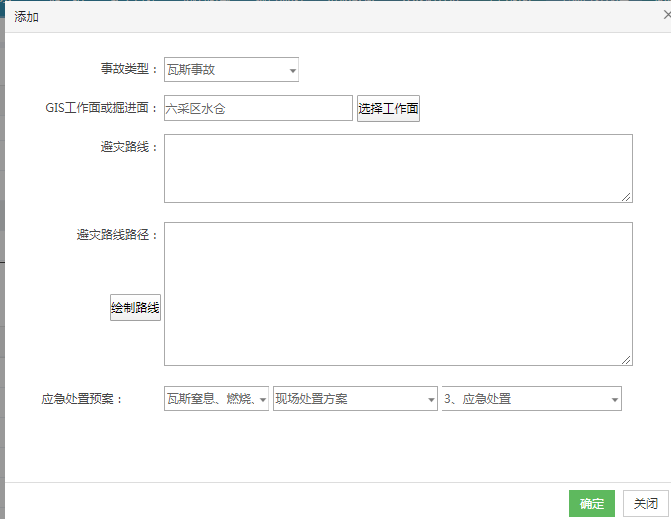 添加
事故类型： 瓦斯事故
GIS工作面或掘进面： 六采区水仓 选择工作面
避灾路线：
避灾路线路径：
绘制路线
应急处置预案： 瓦斯窒息、燃烧、 现场处置方案 3、应急处置
确定 关闭